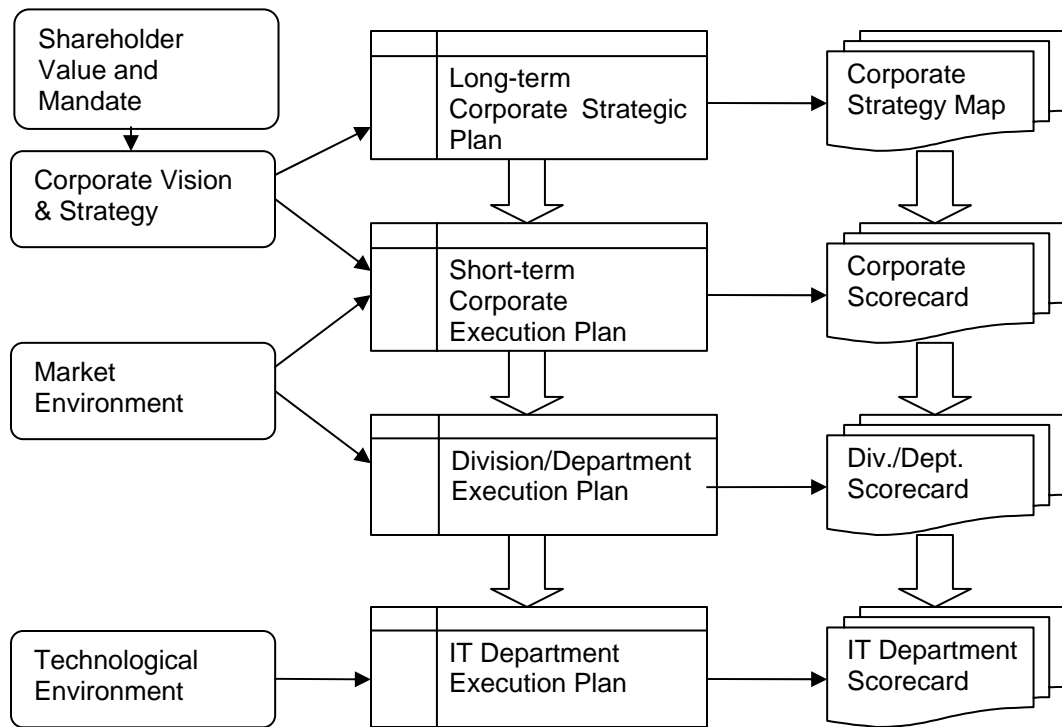 Shareholder
Value and
Mandate
Long-term
Corporate Strategic
Plan
Corporate
Strategy Map
Corporate Vision
& Strategy
Short-term
Corporate
Execution Plan
Corporate
Scorecard
Market
Environment
Division/Department
Execution Plan
Div./Dept.
Scorecard
Technological
Environment
IT Department
Execution Plan
IT Department
Scorecard